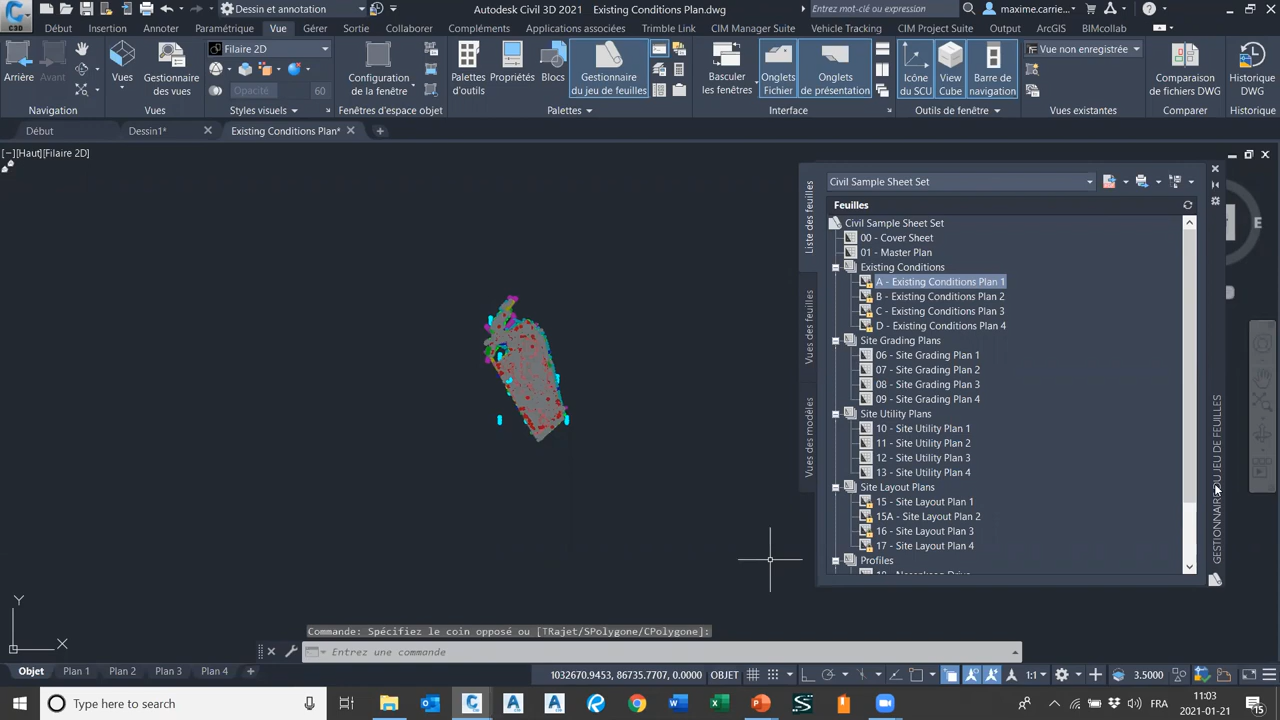 C3D
Dessin et annotation
Autodesk Civil 3D 2021 Existing Conditions Plan.dwg
Entrez mot-clé ou expression
maxime.carrie...
Début
Insertion
Annoter
Paramétrique
Vue
Gérer
Sortie
Collaborer
Compléments
Applications associées
Trimble Link
CIM Manager Suite
Vehicle Tracking
CIM Project Suite
Output
ArcGIS
BIMcollab
Arrière
Avant
Navigation
Vues
Gestionnaire
des vues
Vues
Filaire 2D
Opacité 60
Styles visuels
Configuration
de la fenêtre
Fenêtres d'espace objet
Palettes
d'outils
Propriétés
Blocs
Gestionnaire
du jeu de feuilles
Palettes
Basculer
les fenêtres
Onglets
Fichier
Onglets
de présentation
Interface
Icône
du SCU
View
Cube
Barre de
navigation
Outils de fenêtre
Vue non enregistrée
Vues existantes
Comparaison
de fichiers DWG
Comparer
Historique
DWG
Historique
Début
Dessin1*
Existing Conditions Plan*
[−][Haut][Filaire 2D]
E
Liste des feuilles
Vues des feuilles
Vues des modèles
Civil Sample Sheet Set
Feuilles
Civil Sample Sheet Set
00 - Cover Sheet
01 - Master Plan
Existing Conditions
A - Existing Conditions Plan 1
B - Existing Conditions Plan 2
C - Existing Conditions Plan 3
D - Existing Conditions Plan 4
Site Grading Plans
06 - Site Grading Plan 1
07 - Site Grading Plan 2
08 - Site Grading Plan 3
09 - Site Grading Plan 4
Site Utility Plans
10 - Site Utility Plan 1
11 - Site Utility Plan 2
12 - Site Utility Plan 3
13 - Site Utility Plan 4
Site Layout Plans
15 - Site Layout Plan 1
15A - Site Layout Plan 2
16 - Site Layout Plan 3
17 - Site Layout Plan 4
Profiles
GESTIONNAIRE DU JEU DE FEUILLES
Y
X
Commande: Spécifiez le coin opposé ou [TRajet/SPolygone/CPolygone]:
Entrez une commande
Objet
Plan 1
Plan 2
Plan 3
Plan 4
1032670.9453, 86735.7707, 0.0000
OBJET
1:1
3.5000
Type here to search
FRA
11:03
2021-01-21
15